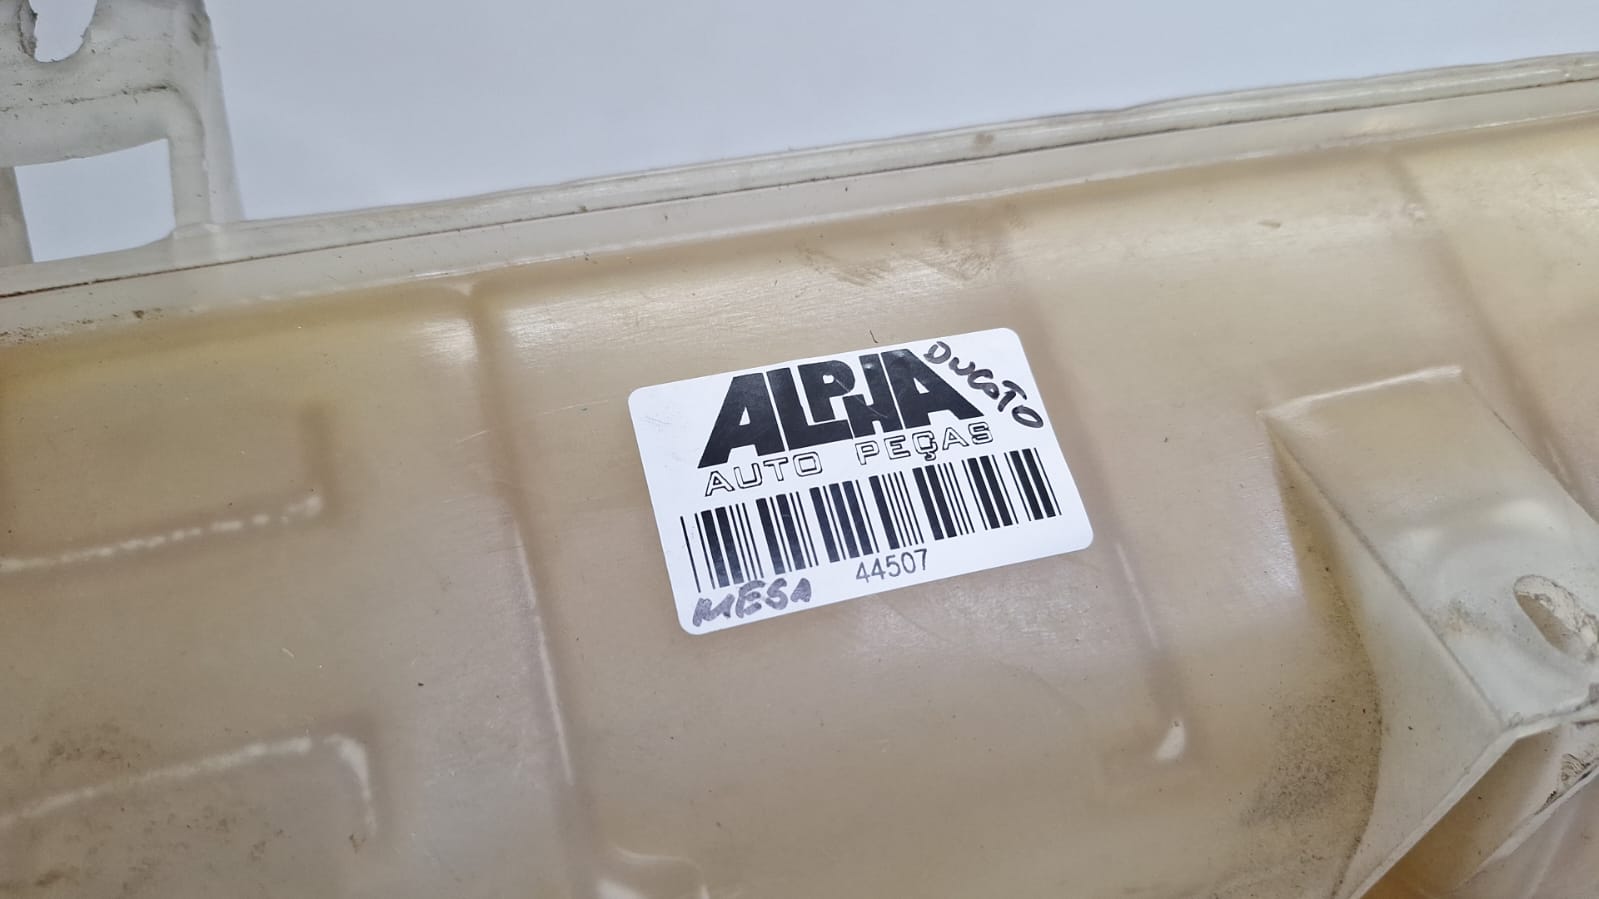 ALPHA
DUCATO
AUTO PEÇAS
44507
MESA